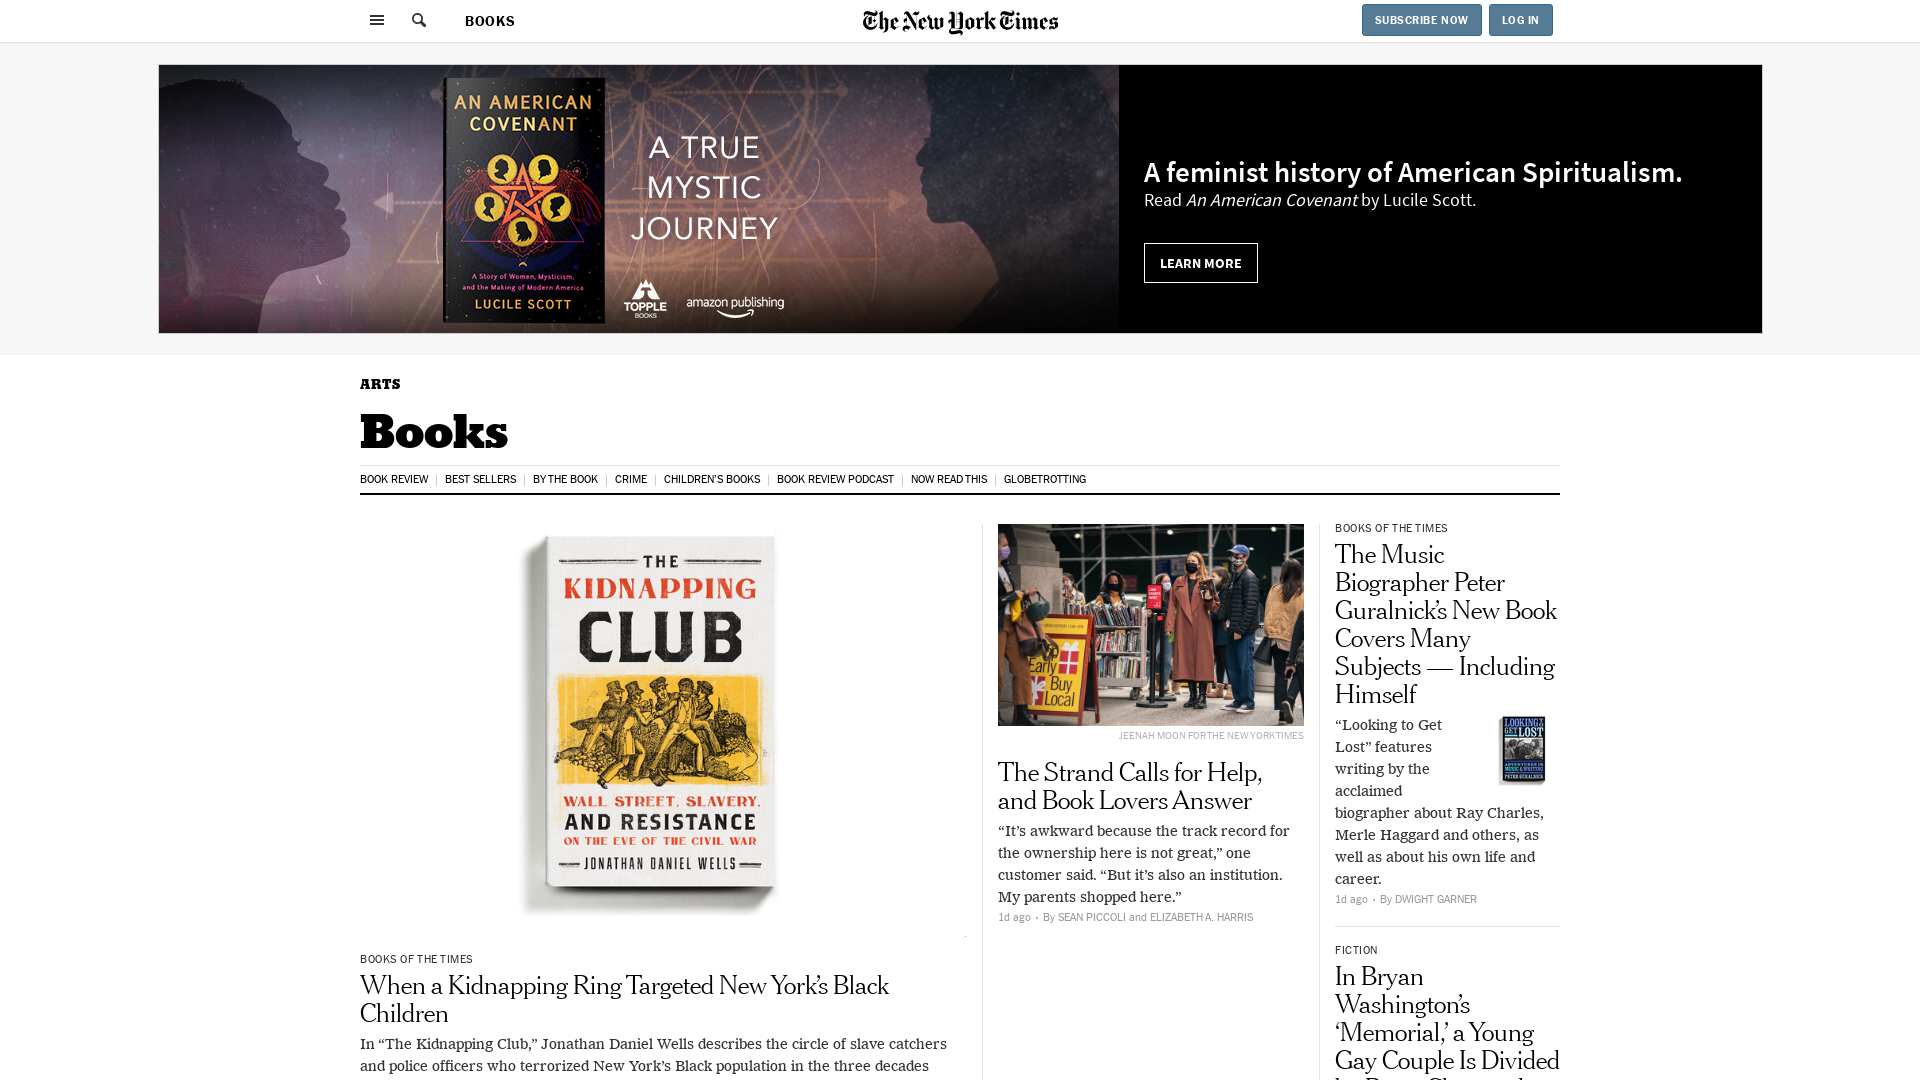 BOOKS
The New York Times
SUBSCRIBE NOW
LOG IN
AN AMERICAN
COVENANT
A Story of Women, Mysticism,
and the Making of Modern America
LUCILE SCOTT
A TRUE
MYSTIC
JOURNEY
TOPPLE
BOOKS
amazon publishing
A feminist history of American Spiritualism.
Read An American Covenant by Lucile Scott.
LEARN MORE
ARTS
Books
BOOK REVIEW
BEST SELLERS
BY THE BOOK
CRIME
CHILDREN'S BOOKS
BOOK REVIEW PODCAST
NOW READ THIS
GLOBETROTTING
THE
KIDNAPPING
CLUB
WALL STREET, SLAVERY,
AND RESISTANCE
ON THE EVE OF THE CIVIL WAR
JONATHAN DANIEL WELLS
BOOKS OF THE TIMES
When a Kidnapping Ring Targeted New York’s Black
Children
In “The Kidnapping Club,” Jonathan Daniel Wells describes the circle of slave catchers
and police officers who terrorized New York’s Black population in the three decades
Early
Buy
Local
JEENAH MOON FOR THE NEW YORK TIMES
The Strand Calls for Help,
and Book Lovers Answer
“It’s awkward because the track record for
the ownership here is not great,” one
customer said. “But it’s also an institution.
My parents shopped here.”
1d ago · By SEAN PICCOLI and ELIZABETH A. HARRIS
BOOKS OF THE TIMES
The Music
Biographer Peter
Guralnick’s New Book
Covers Many
Subjects — Including
Himself
“Looking to Get
Lost” features
writing by the
acclaimed
biographer about Ray Charles,
Merle Haggard and others, as
well as about his own life and
career.
LOOKING TO
GET LOST
ADVENTURES IN
MUSIC & WRITING
PETER GURALNICK
1d ago · By DWIGHT GARNER
FICTION
In Bryan
Washington’s
‘Memorial,’ a Young
Gay Couple Is Divided